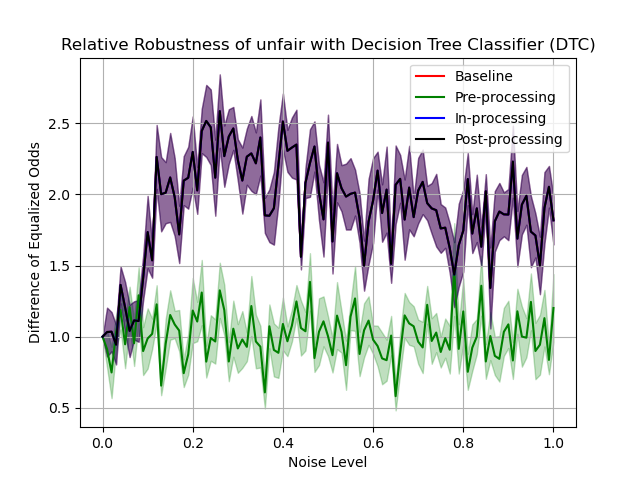 Relative Robustness of unfair with Decision Tree Classifier (DTC)
Baseline
Pre-processing
In-processing
Post-processing
Difference of Equalized Odds
2.5
2.0
1.5
1.0
0.5
0.0 0.2 0.4 0.6 0.8 1.0
Noise Level